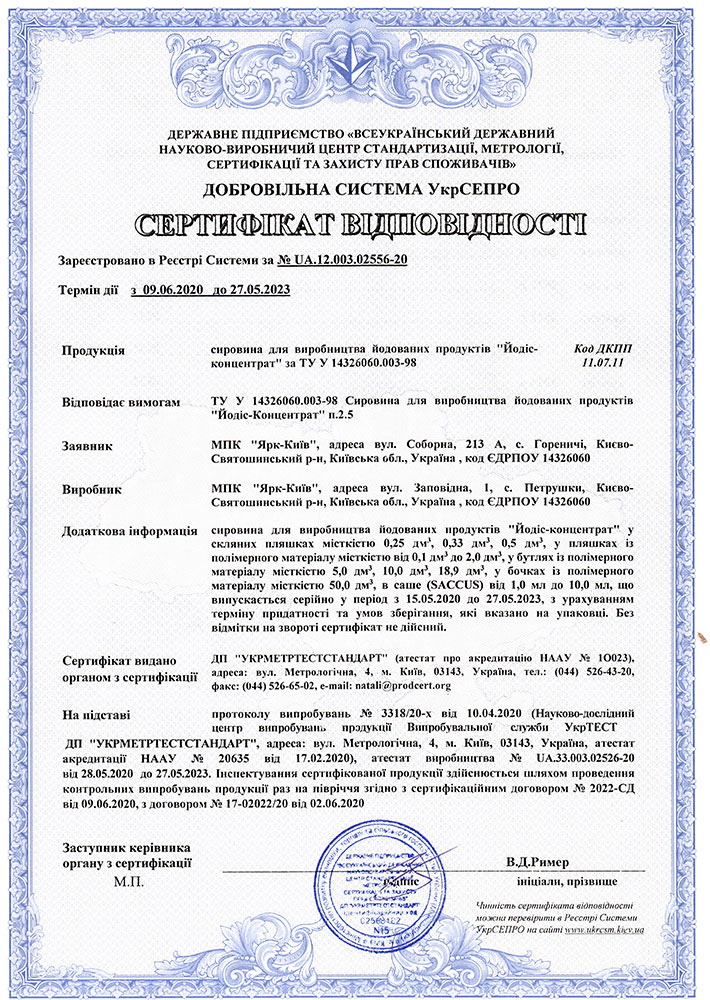 ДЕРЖАВНЕ ПІДПРИЄМСТВО «ВСЕУКРАЇНСЬКИЙ ДЕРЖАВНИЙ
НАУКОВО-ВИРОБНИЧИЙ ЦЕНТР СТАНДАРТИЗАЦІЇ, МЕТРОЛОГІЇ,
СЕРТИФІКАЦІЇ ТА ЗАХИСТУ ПРАВ СПОЖИВАЧІВ»
ДОБРОВІЛЬНА СИСТЕМА УкрСЕПРО
СЕРТИФІКАТ ВІДПОВІДНОСТІ
Зареєстровано в Реєстрі Системи за № UA.12.003.02556-20
Термін дії з 09.06.2020 до 27.05.2023
Продукція сировина для виробництва йодованих продуктів "Йодіс- Код ДКПП
концентрат" за ТУ У 14326060.003-98 11.07.11
Відповідає вимогам ТУ У 14326060.003-98 Сировина для виробництва йодованих продуктів
"Йодіс-Концентрат" п.2.5
Заявник МПК "Ярк-Київ", адреса вул. Соборна, 213 А, с. Гореничі, Києво-
Святошинський р-н, Київська обл., Україна , код ЄДРПОУ 14326060
Виробник МПК "Ярк-Київ", адреса вул. Заповідна, 1, с. Петрушки, Києво-
Святошинський р-н, Київська обл., Україна , код ЄДРПОУ 14326060
Додаткова інформація сировина для виробництва йодованих продуктів "Йодіс-концентрат" у
скляних пляшках місткістю 0,25 дм³, 0,33 дм³, 0,5 дм³, у пляшках із
полімерного матеріалу місткістю від 0,1 дм³ до 2,0 дм³, у бутлях із полімерного
матеріалу місткістю 5,0 дм³, 10,0 дм³, 18,9 дм³, у бочках із полімерного
матеріалу місткістю 50,0 дм³, в саше (SACCUS) від 1,0 мл до 10,0 мл, що
випускається серійно у період з 15.05.2020 до 27.05.2023, з урахуванням
терміну придатності та умов зберігання, які вказано на упаковці. Без
відмітки на звороті сертифікат не дійсний.
Сертифікат видано ДП "УКРМЕТРТЕСТСТАНДАРТ" (атестат про акредитацію НААУ № 1О023),
органом з сертифікації адреса: вул. Метрологічна, 4, м. Київ, 03143, Україна, тел.: (044) 526-43-20,
факс: (044) 526-65-02, e-mail: natali@prodcert.org
На підставі протоколу випробувань № 3318/20-х від 10.04.2020 (Науково-дослідний
центр випробувань продукції Випробувальної служби УкрТЕСТ
ДП "УКРМЕТРТЕСТСТАНДАРТ", адреса: вул. Метрологічна, 4, м. Київ, 03143, Україна, атестат
акредитації НААУ № 20635 від 17.02.2020), атестат виробництва № UA.33.003.02526-20
від 28.05.2020 до 27.05.2023. Інспектування сертифікованої продукції здійснюється шляхом проведення
контрольних випробувань продукції раз на півріччя згідно з сертифікаційним договором № 2022-СД
від 09.06.2020, з договором № 17-02022/20 від 02.06.2020
Заступник керівника
органу з сертифікації В.Д.Ример
М.П. підпис ініціали, прізвище
Чинність сертифіката відповідності
можна перевірити в Реєстрі Системи
УкрСЕПРО на сайті www.ukrcsm.kiev.ua